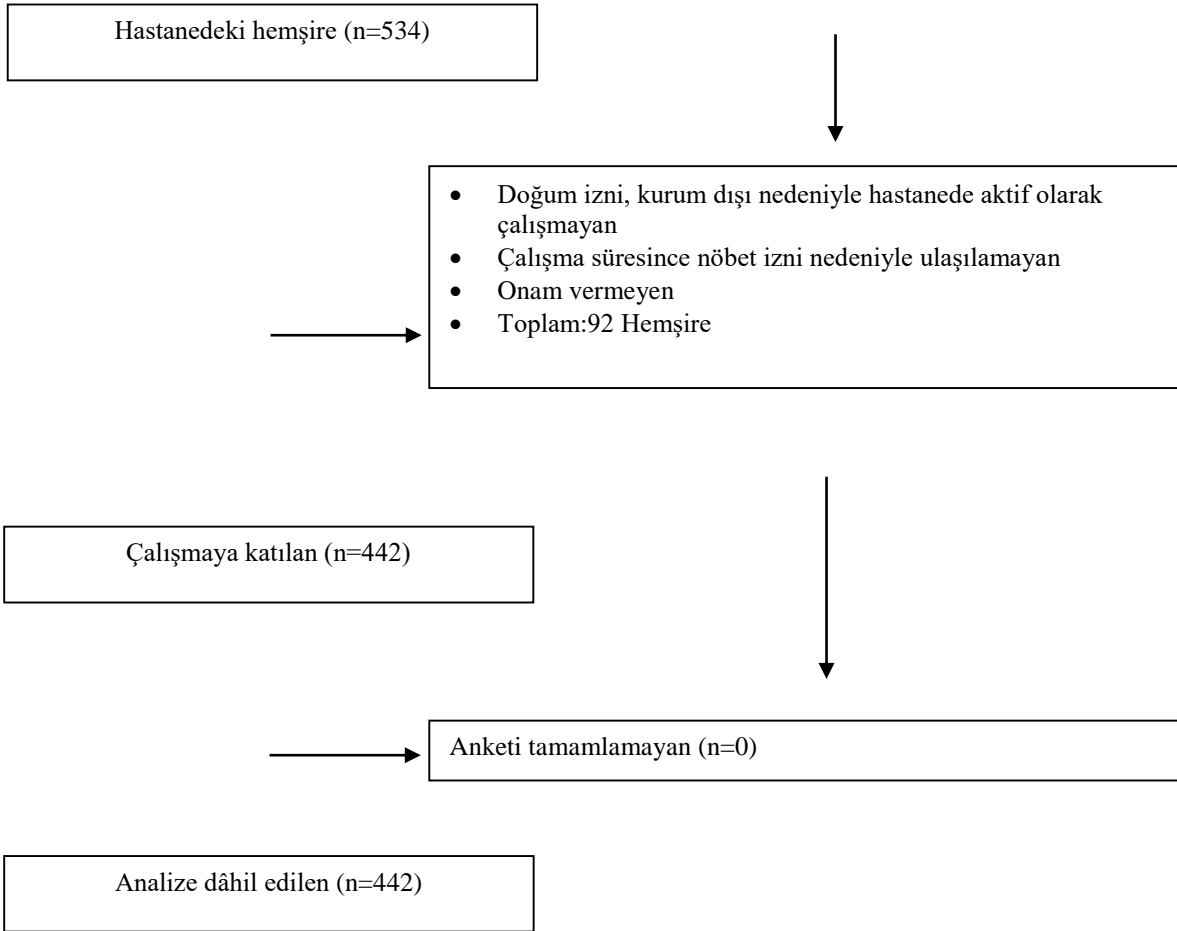 Hastanedeki hemşire (n=534)
• Doğum izni, kurum dışı nedeniyle hastanede aktif olarak
çalışmayan
• Çalışma süresince nöbet izni nedeniyle ulaşılamayan
• Onam vermeyen
• Toplam:92 Hemşire
Çalışmaya katılan (n=442)
Anketi tamamlamayan (n=0)
Analize dâhil edilen (n=442)